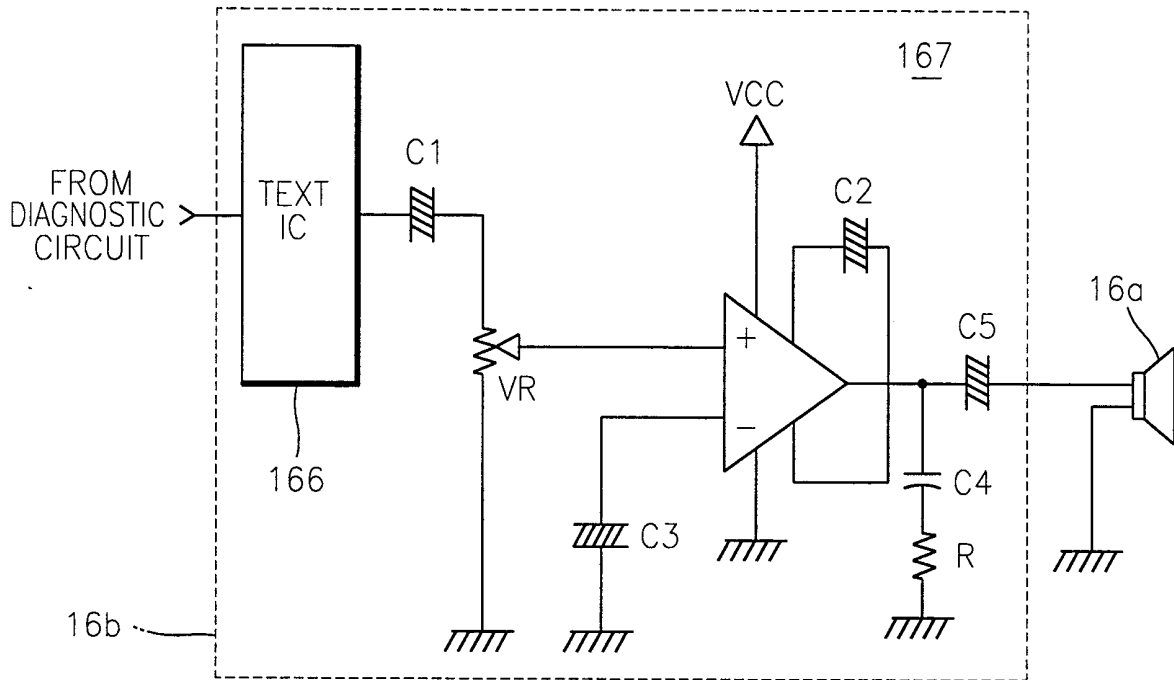 167
VCC
C1
C2
FROM
DIAGNOSTIC
CIRCUIT
TEXT
IC
16a
C5
+
VR
−
166
C4
C3
R
16b